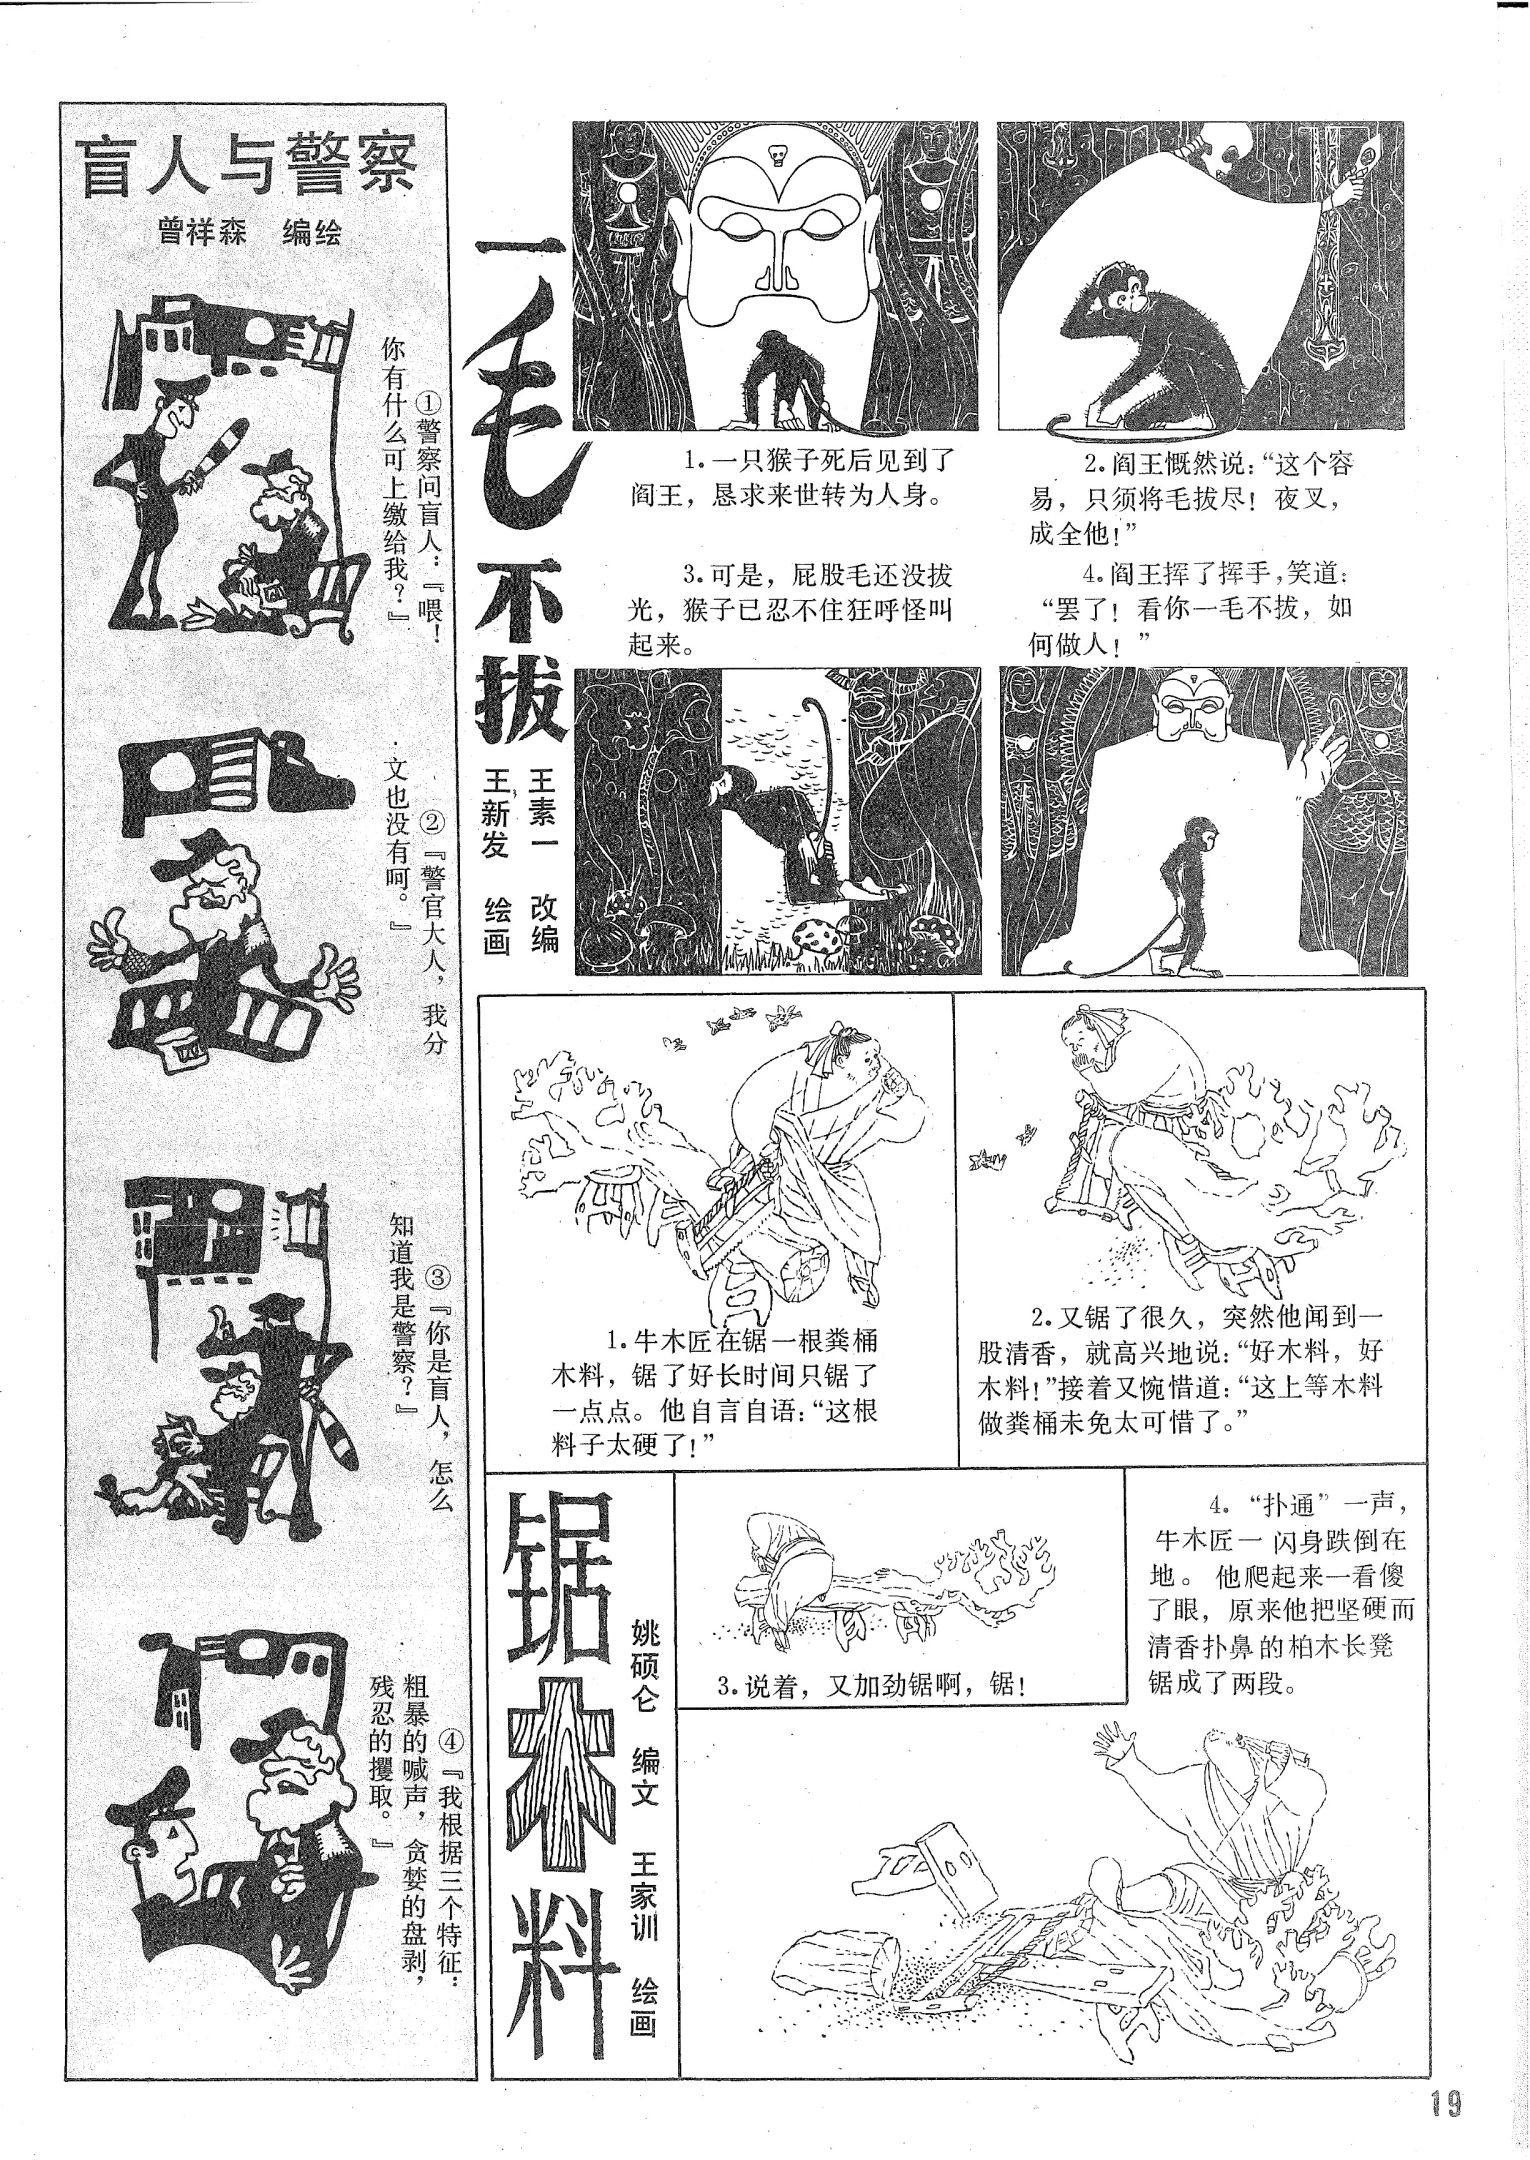 盲人与警察
曾祥森 编绘
①警察问盲人：『喂！
你有什么可上缴给我？』
②『警官大人，我分
文也没有呵。』
③『你是盲人，怎么
知道我是警察？』
④『我根据三个特征：
粗暴的喊声，贪婪的盘剥，
残忍的攫取。』
一毛不拔
王素一 改编
王新发 绘画
1.一只猴子死后见到了
阎王，恳求来世转为人身。
2.阎王慨然说：“这个容
易，只须将毛拔尽！夜叉，
成全他！”
3.可是，屁股毛还没拔
光，猴子已忍不住狂呼怪叫
起来。
4.阎王挥了挥手，笑道：
“罢了！看你一毛不拔，如
何做人！”
锯木料
姚硕仑 编文 王家训 绘画
1.牛木匠在锯一根粪桶
木料，锯了好长时间只锯了
一点点。他自言自语：“这根
料子太硬了！”
2.又锯了很久，突然他闻到一
股清香，就高兴地说：“好木料，好
木料！”接着又惋惜道：“这上等木料
做粪桶未免太可惜了。”
3.说着，又加劲锯啊，锯！
4.“扑通”一声，
牛木匠一闪身跌倒在
地。他爬起来一看傻
了眼，原来他把坚硬而
清香扑鼻的柏木长凳
锯成了两段。
19